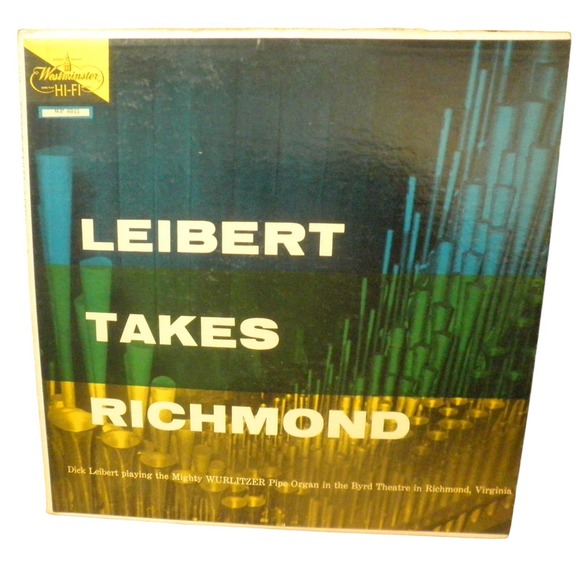 Westminster
HI-FI
LEIBERT
TAKES
RICHMOND
Dick Leibert playing the Mighty WURLITZER Pipe Organ in the Byrd Theatre in Richmond, Virginia